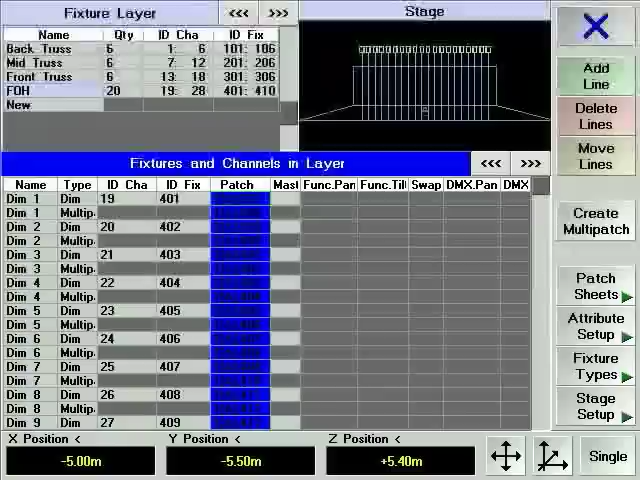 Fixture Layer <<< >>> Stage
Name Qty ID Cha ID Fix
Back Truss 6 1: 6 101: 106
Mid Truss 6 7: 12 201: 206
Front Truss 6 13: 18 301: 306
FOH 20 19: 28 401: 410
New
Add Line
Delete Lines
Move Lines
Fixtures and Channels in Layer <<< >>>
Name Type ID Cha ID Fix Patch Mast Func.Pan Func.Til Swap DMX.Pan DMX
Dim 1 Dim 19 401
Dim 1 Multip.
Dim 2 Dim 20 402
Dim 2 Multip.
Dim 3 Dim 21 403
Dim 3 Multip.
Dim 4 Dim 22 404
Dim 4 Multip.
Dim 5 Dim 23 405
Dim 5 Multip.
Dim 6 Dim 24 406
Dim 6 Multip.
Dim 7 Dim 25 407
Dim 7 Multip.
Dim 8 Dim 26 408
Dim 8 Multip.
Dim 9 Dim 27 409
Create Multipatch
Patch Sheets
Attribute Setup
Fixture Types
Stage Setup
X Position < Y Position < Z Position <
-5.00m -5.50m +5.40m
Single